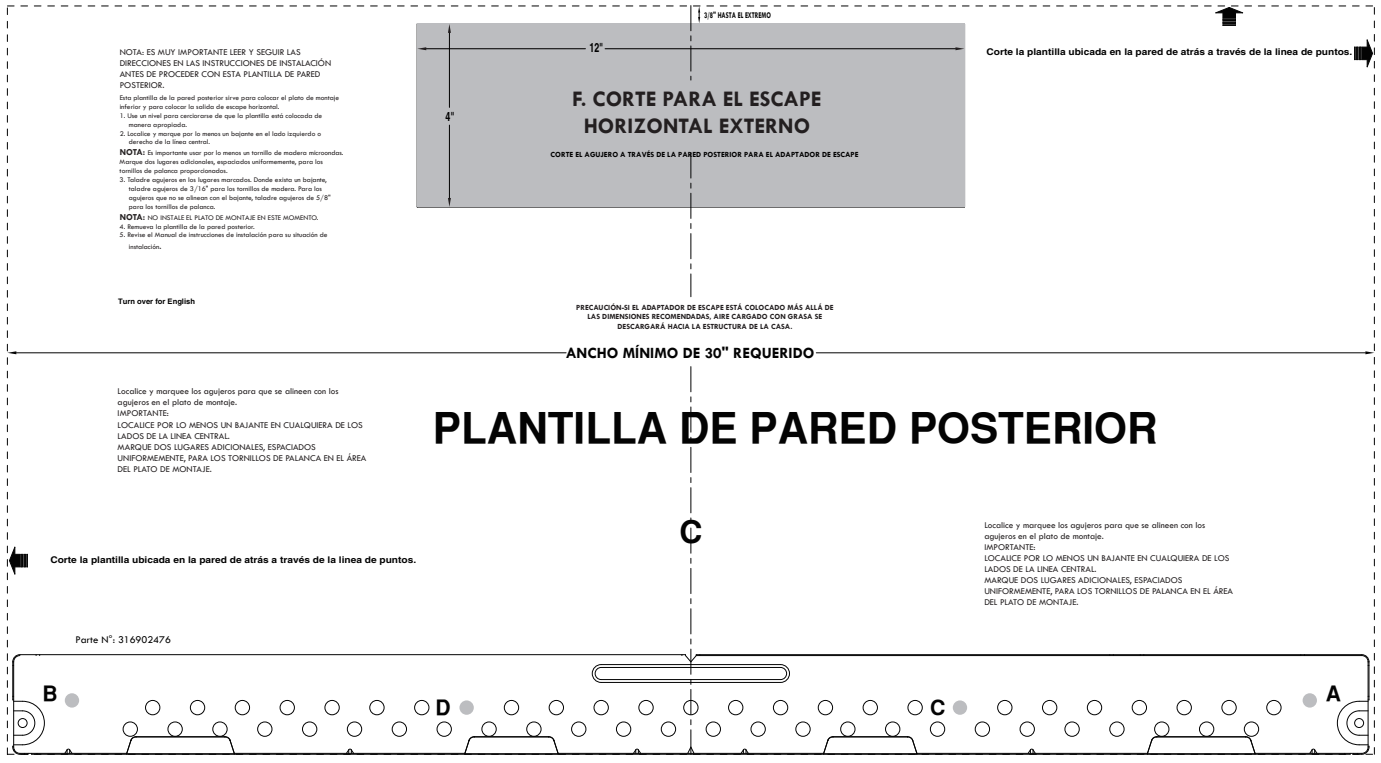 3/8" HASTA EL EXTREMO
NOTA: ES MUY IMPORTANTE LEER Y SEGUIR LAS
DIRECCIONES EN LAS INSTRUCCIONES DE INSTALACIÓN
ANTES DE PROCEDER CON ESTA PLANTILLA DE PARED
POSTERIOR.
Esta plantilla de la pared posterior sirve para colocar el plato de montaje
inferior y para colocar la salida de escape horizontal.
1. Use un nivel para cerciorarse de que la plantilla está colocada de
manera apropiada.
2. Localice y marque por lo menos un bajante en el lado izquierdo o
derecho de la línea central.
NOTA: Es importante usar por lo menos un tornillo de madera microondas.
Marque dos lugares adicionales, espaciados uniformemente, para los
tornillos de palanca proporcionados.
3. Taladre agujeros en los lugares marcados. Donde exista un bajante,
taladre agujeros de 3/16" para los tornillos de madera. Para los
agujeros que no se alinean con el bajante, taladre agujeros de 5/8"
para los tornillos de palanca.
NOTA: NO INSTALE EL PLATO DE MONTAJE EN ESTE MOMENTO.
4. Remueva la plantilla de la pared posterior.
5. Revise el Manual de instrucciones de instalación para su situación de
instalación.
Turn over for English
12"
4"
F. CORTE PARA EL ESCAPE
HORIZONTAL EXTERNO
CORTE EL AGUJERO A TRAVÉS DE LA PARED POSTERIOR PARA EL ADAPTADOR DE ESCAPE
Corte la plantilla ubicada en la pared de atrás a través de la linea de puntos.
PRECAUCIÓN-SI EL ADAPTADOR DE ESCAPE ESTÁ COLOCADO MÁS ALLÁ DE
LAS DIMENSIONES RECOMENDADAS, AIRE CARGADO CON GRASA SE
DESCARGARÁ HACIA LA ESTRUCTURA DE LA CASA.
ANCHO MÍNIMO DE 30" REQUERIDO
Localice y marquee los agujeros para que se alineen con los
agujeros en el plato de montaje.
IMPORTANTE:
LOCALICE POR LO MENOS UN BAJANTE EN CUALQUIERA DE LOS
LADOS DE LA LINEA CENTRAL.
MARQUE DOS LUGARES ADICIONALES, ESPACIADOS
UNIFORMEMENTE, PARA LOS TORNILLOS DE PALANCA EN EL ÁREA
DEL PLATO DE MONTAJE.
PLANTILLA DE PARED POSTERIOR
C
Localice y marquee los agujeros para que se alineen con los
agujeros en el plato de montaje.
IMPORTANTE:
LOCALICE POR LO MENOS UN BAJANTE EN CUALQUIERA DE LOS
LADOS DE LA LINEA CENTRAL.
MARQUE DOS LUGARES ADICIONALES, ESPACIADOS
UNIFORMEMENTE, PARA LOS TORNILLOS DE PALANCA EN EL ÁREA
DEL PLATO DE MONTAJE.
Corte la plantilla ubicada en la pared de atrás a través de la linea de puntos.
Parte N°: 316902476
B
D
C
A